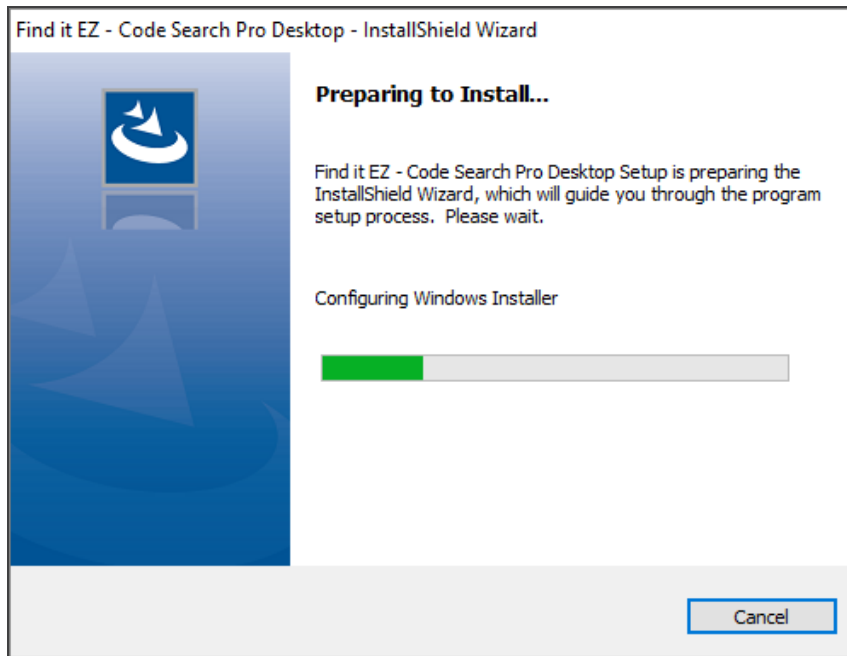 Find it EZ - Code Search Pro Desktop - InstallShield Wizard
Preparing to Install...
Find it EZ - Code Search Pro Desktop Setup is preparing the
InstallShield Wizard, which will guide you through the program
setup process.  Please wait.
Configuring Windows Installer
Cancel